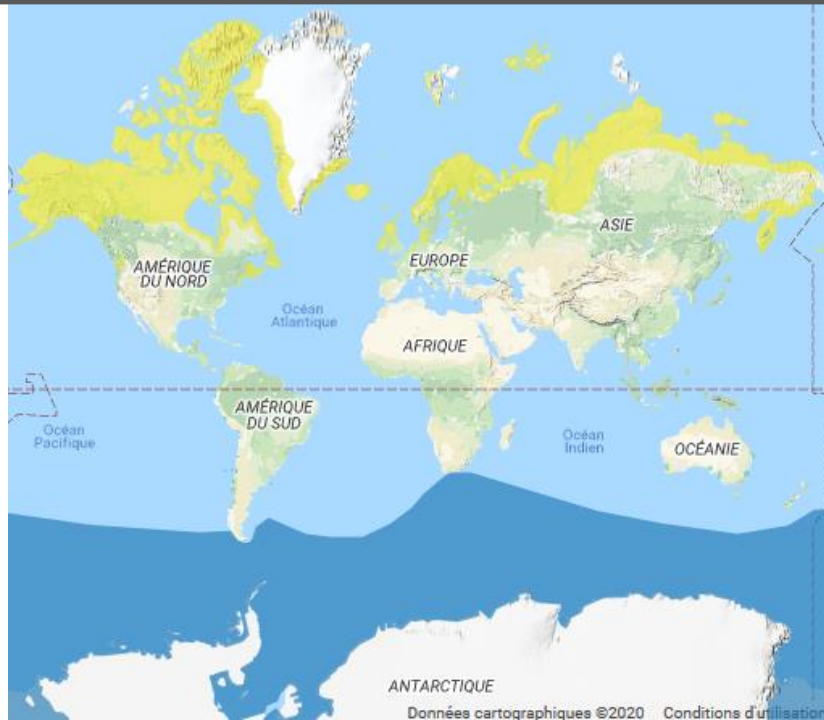 ASIE
EUROPE
AMÉRIQUE
DU NORD
Océan
Atlantique
AFRIQUE
AMÉRIQUE
DU SUD
Océan
Pacifique
Océan
Indien
OCÉANIE
ANTARCTIQUE
Données cartographiques ©2020 Conditions d'utilisation